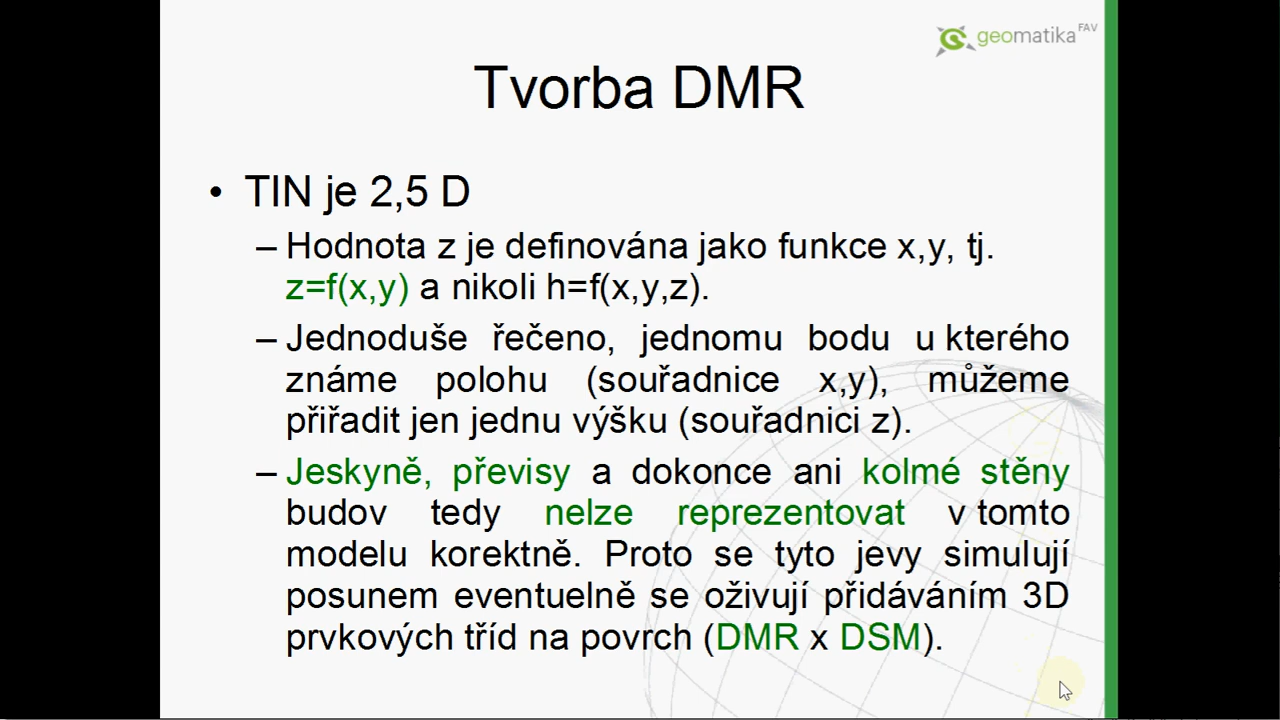 geomatika FAV
Tvorba DMR
• TIN je 2,5 D
– Hodnota z je definována jako funkce x,y, tj.
z=f(x,y) a nikoli h=f(x,y,z).
– Jednoduše řečeno, jednomu bodu u kterého
známe polohu (souřadnice x,y), můžeme
přiřadit jen jednu výšku (souřadnici z).
– Jeskyně, převisy a dokonce ani kolmé stěny
budov tedy nelze reprezentovat v tomto
modelu korektně. Proto se tyto jevy simulují
posunem eventuelně se oživují přidáváním 3D
prvkových tříd na povrch (DMR x DSM).